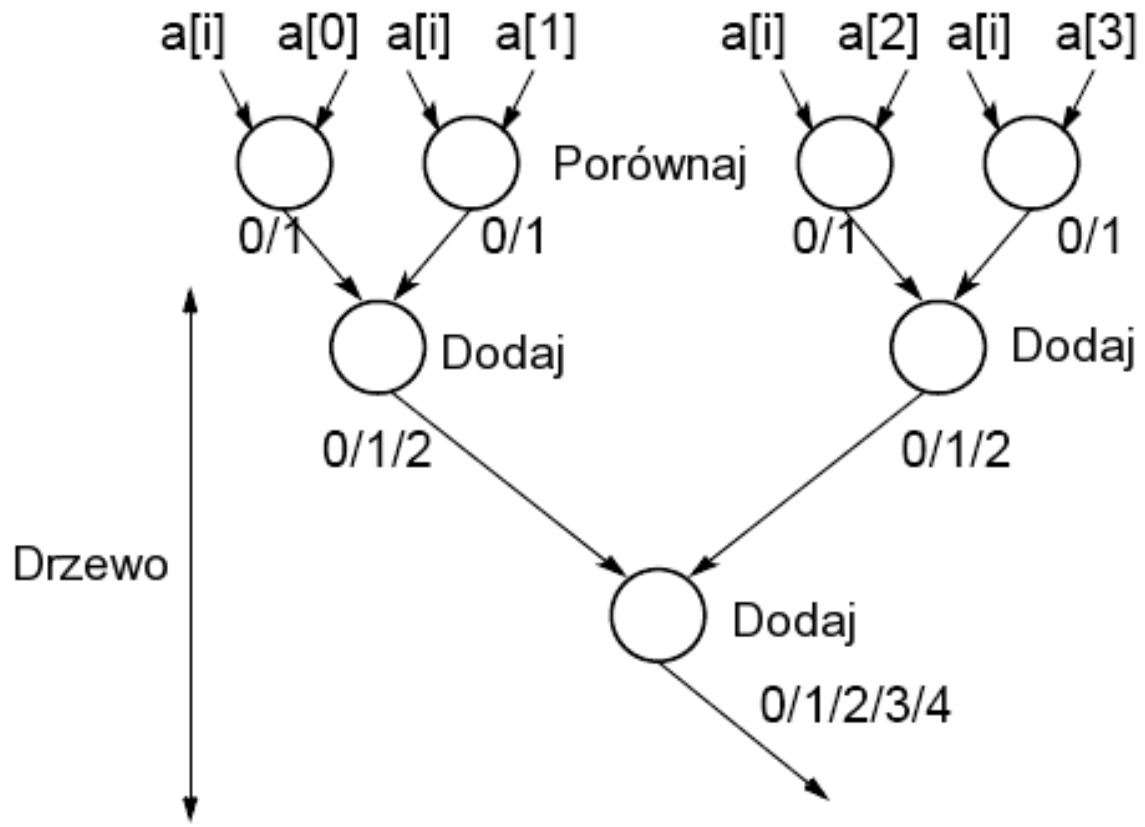 a[i] a[0] a[i] a[1] a[i] a[2] a[i] a[3]
Porównaj
0/1 0/1 0/1 0/1
Dodaj Dodaj
0/1/2 0/1/2
Drzewo
Dodaj
0/1/2/3/4